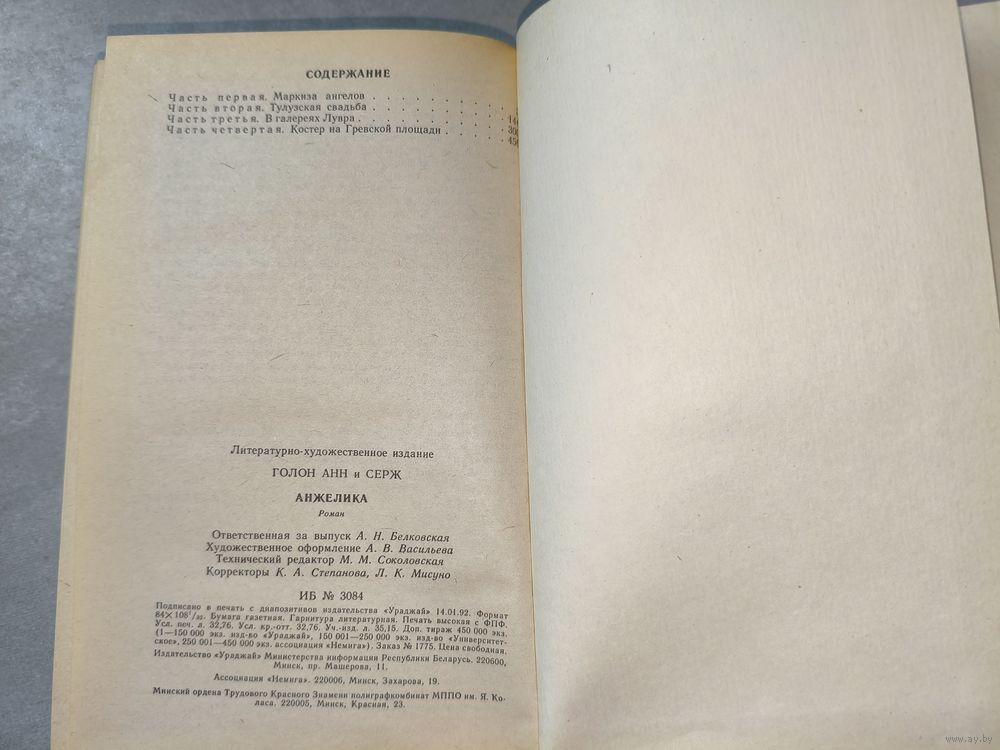 СОДЕРЖАНИЕ
Часть первая. Маркиза ангелов . . . . . . . . .
Часть вторая. Тулузская свадьба . . . . . . . . .
Часть третья. В галереях Лувра . . . . . . . . .
Часть четвертая. Костер на Гревской площади . . . . .
Литературно-художественное издание
ГОЛОН АНН и СЕРЖ
АНЖЕЛИКА
Роман
Ответственная за выпуск А. Н. Белковская
Художественное оформление А. В. Васильева
Технический редактор М. М. Соколовская
Корректоры К. А. Степанова, Л. К. Мисуно
ИБ № 3084
Подписано в печать с диапозитивов издательства «Ураджай» 14.01.92. Формат
84×108¹/₃₂. Бумага газетная. Гарнитура литературная. Печать высокая с ФПФ.
Усл. печ. л. 32,76. Усл. кр.-отт. 32,76. Уч.-изд. л. 35,15. Доп. тираж 450 000 экз.
(1—150 000 экз. изд-во «Ураджай», 150 001—250 000 экз. изд-во «Университет-
ское», 250 001—450 000 экз. ассоциация «Немига»). Заказ № 1775. Цена свободная.
Издательство «Ураджай» Министерства информации Республики Беларусь. 220600,
Минск, пр. Машерова, 11.
Ассоциация «Немига». 220006, Минск, Захарова, 19.
Минский ордена Трудового Красного Знамени полиграфкомбинат МППО им. Я. Ко-
ласа. 220005, Минск, Красная, 23.
www.ay.by